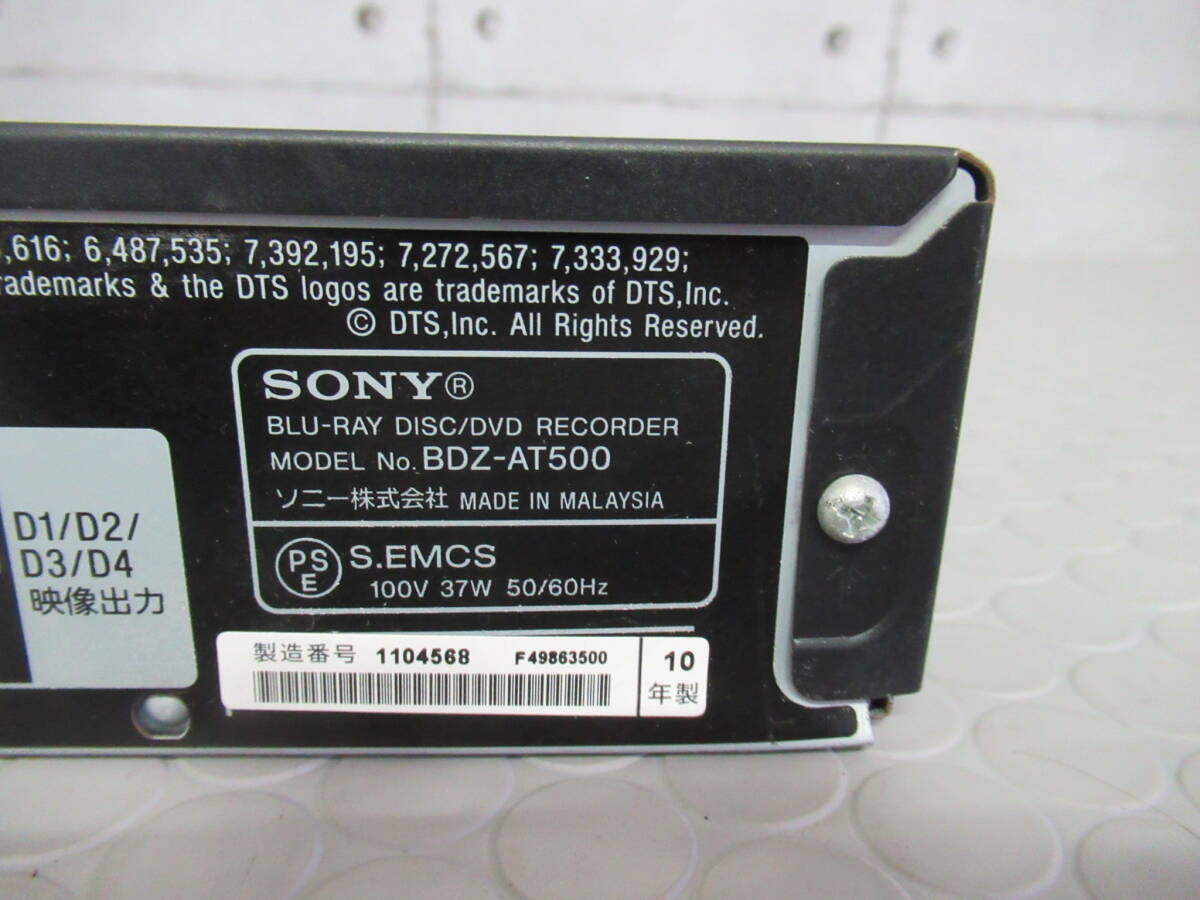 ,616; 6,487,535; 7,392,195; 7,272,567; 7,333,929;
rademarks & the DTS logos are trademarks of DTS,Inc.
© DTS,Inc. All Rights Reserved.
SONY®
BLU-RAY DISC/DVD RECORDER
MODEL No. BDZ-AT500
ソニー株式会社 MADE IN MALAYSIA
PS
E
S.EMCS
100V 37W 50/60Hz
D1/D2/
D3/D4
映像出力
製造番号 1104568 F49863500
10
年製